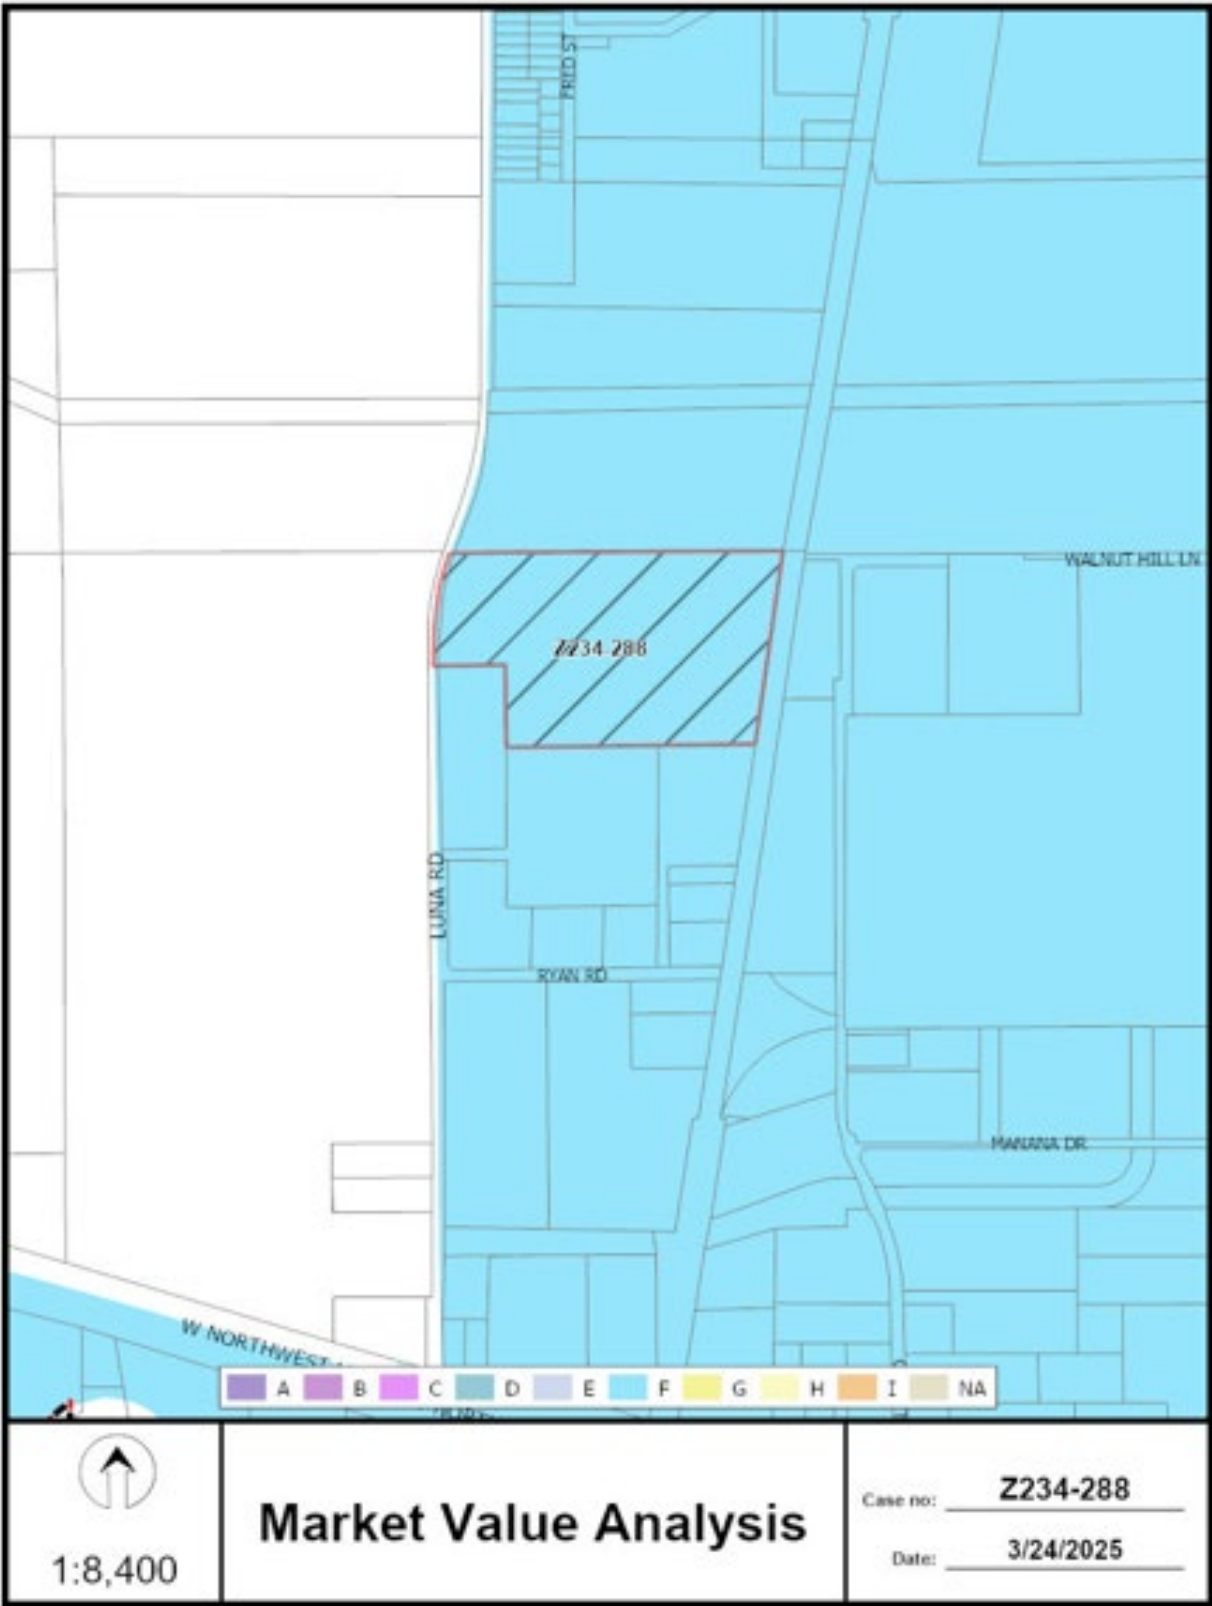 FRED ST
WALNUT HILL LN
Z234-288
LUNA RD
RYAN RD
MANANA DR
W NORTHWEST
A B C D E F G H I NA
1:8,400
Market Value Analysis
Case no: Z234-288
Date: 3/24/2025